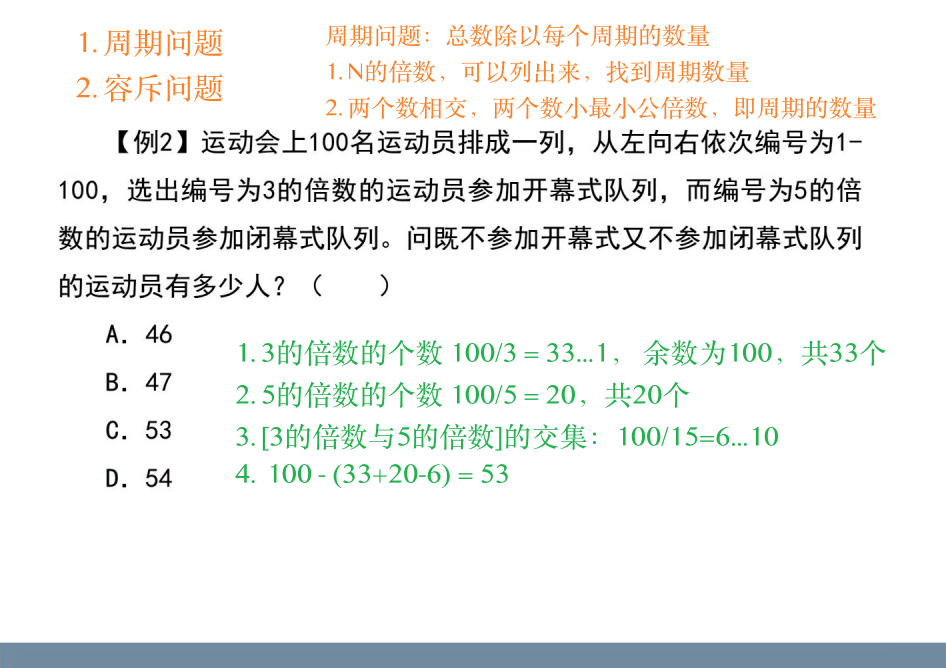 1. 周期问题
2. 容斥问题
周期问题：总数除以每个周期的数量
1. N的倍数，可以列出来，找到周期数量
2. 两个数相交，两个数小最小公倍数，即周期的数量
【例2】运动会上100名运动员排成一列，从左向右依次编号为1-
100，选出编号为3的倍数的运动员参加开幕式队列，而编号为5的倍
数的运动员参加闭幕式队列。问既不参加开幕式又不参加闭幕式队列
的运动员有多少人？（　　）
A. 46
B. 47
C. 53
D. 54
1. 3的倍数的个数 100/3 = 33...1， 余数为100，共33个
2. 5的倍数的个数 100/5 = 20，共20个
3. [3的倍数与5的倍数]的交集：100/15=6...10
4. 100 - (33+20-6) = 53